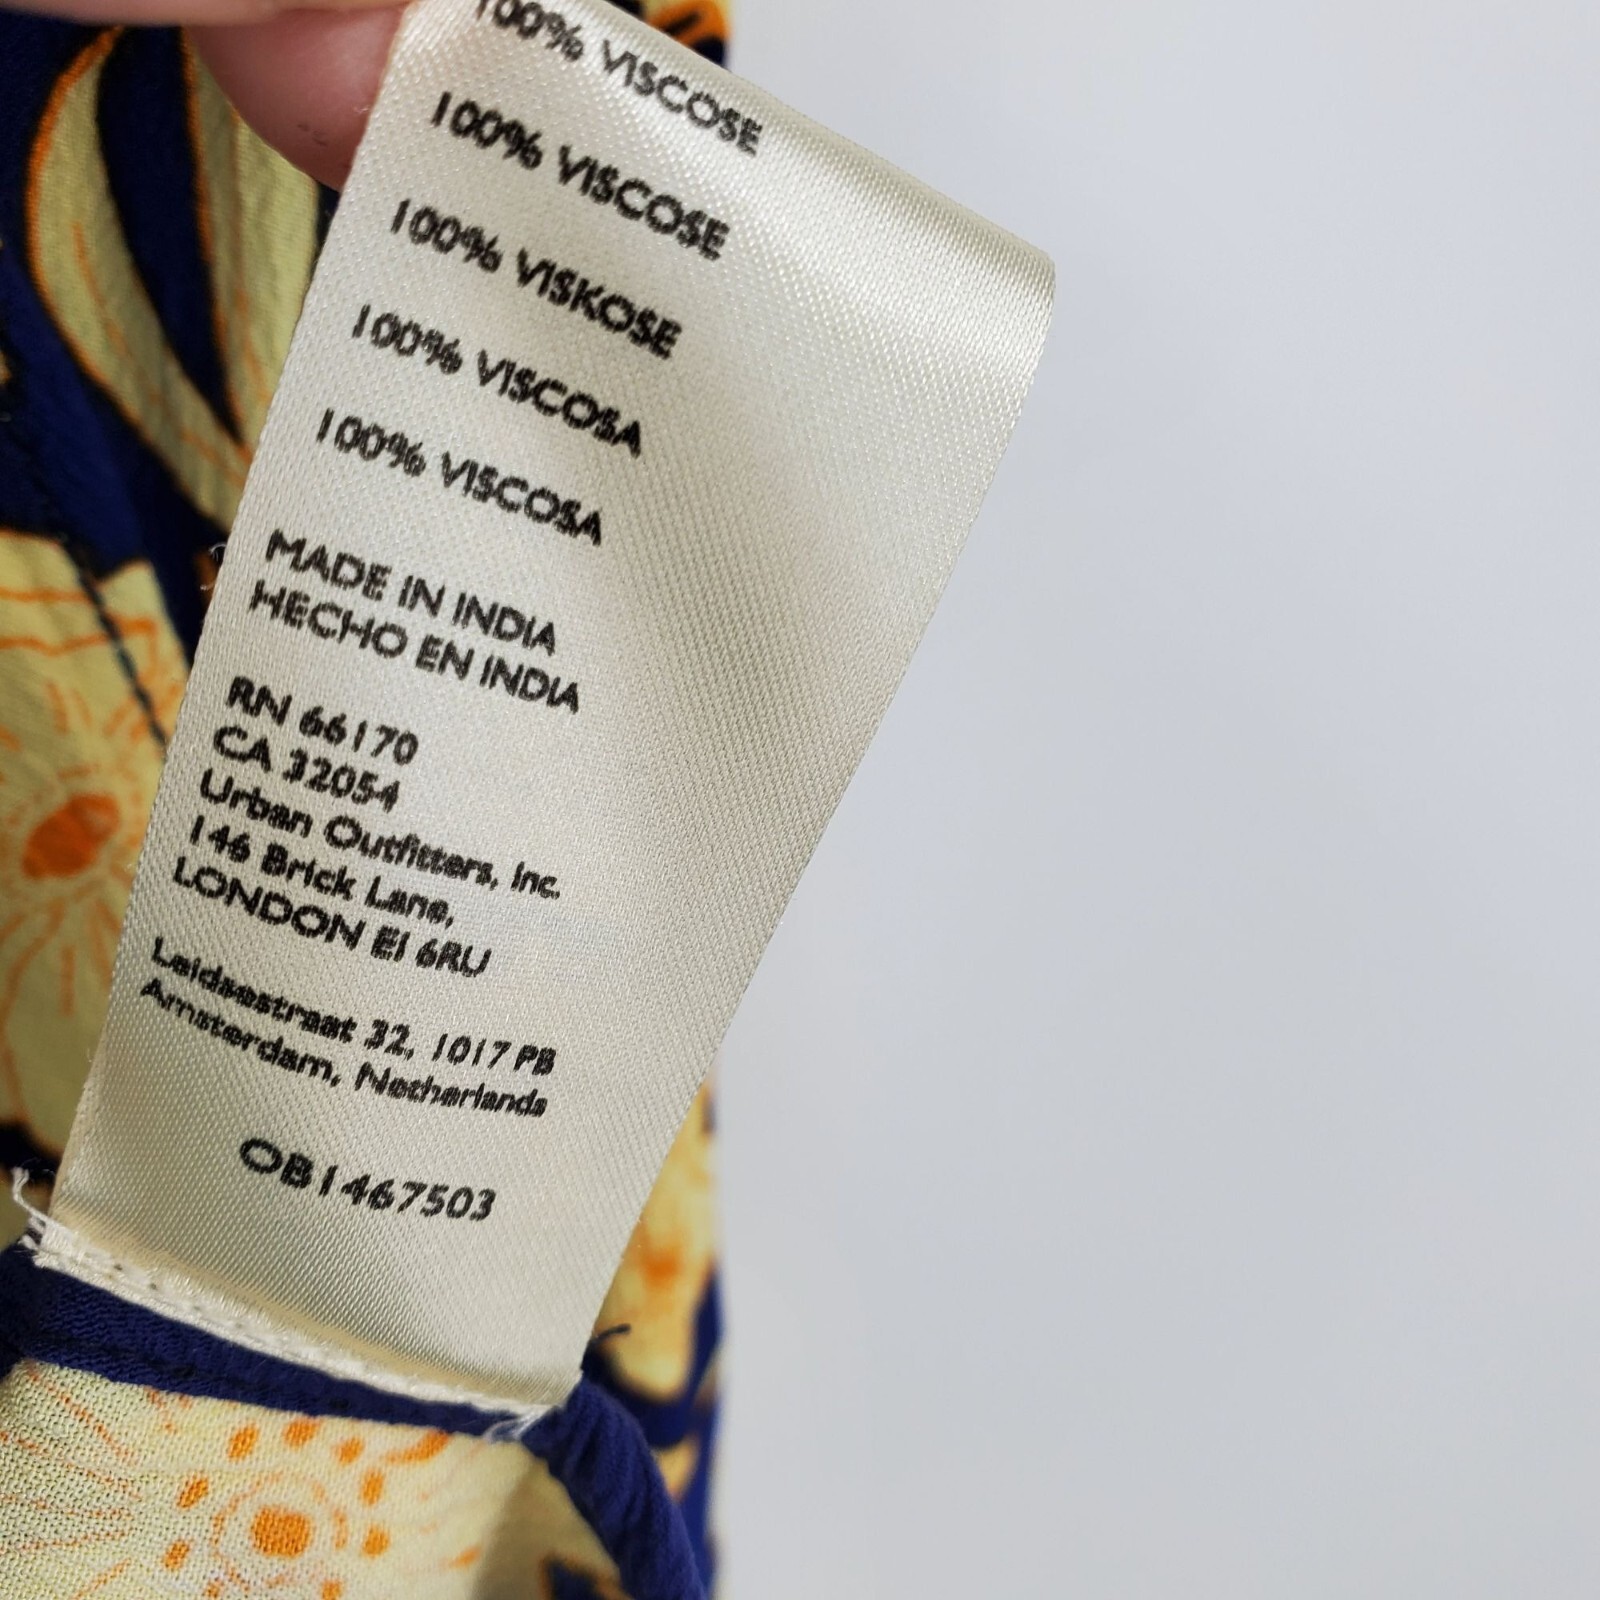 100% VISCOSE
100% VISCOSE
100% VISKOSE
100% VISCOSA
100% VISCOSA
MADE IN INDIA
HECHO EN INDIA
RN 66170
CA 32054
Urban Outfitters, Inc.
146 Brick Lane,
LONDON E1 6RU
Leidsestraat 32, 1017 PB
Amsterdam, Netherlands
OB1467503